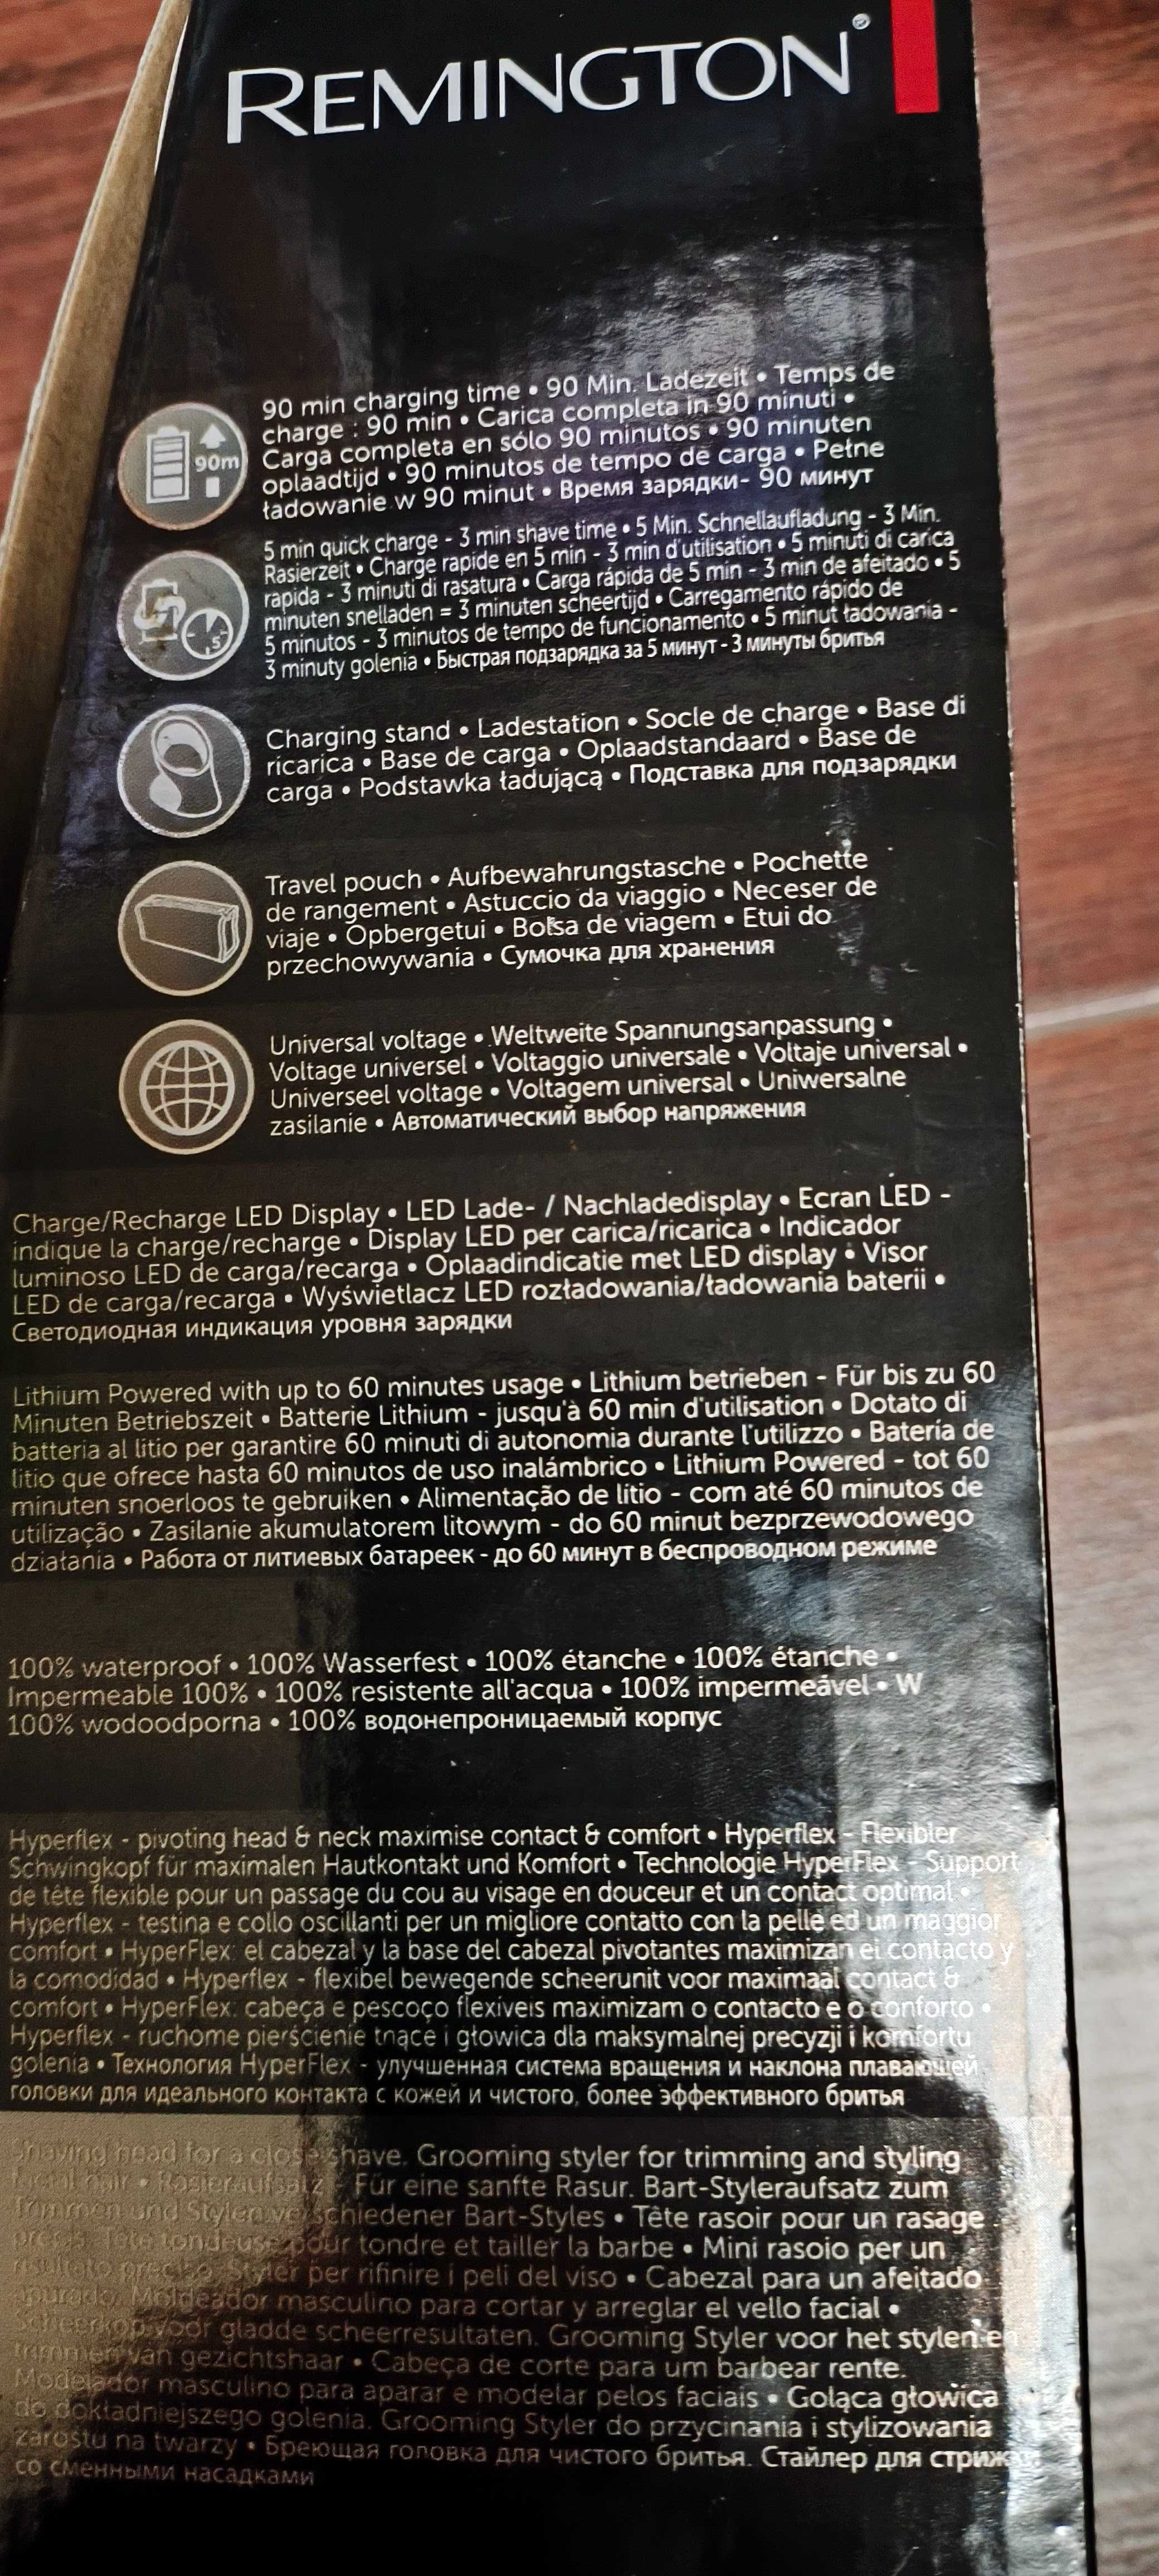 REMINGTON®
90m
90 min charging time • 90 Min. Ladezeit • Temps de
charge : 90 min • Carica completa in 90 minuti •
Carga completa en sólo 90 minutos • 90 minuten
oplaadtijd • 90 minutos de tempo de carga • Pełne
ładowanie w 90 minut • Время зарядки- 90 минут
5
5 min quick charge - 3 min shave time • 5 Min. Schnellaufladung - 3 Min.
Rasierzeit • Charge rapide en 5 min - 3 min d'utilisation • 5 minuti di carica
rapida - 3 minuti di rasatura • Carga rápida de 5 min - 3 min de afeitado • 5
minuten snelladen = 3 minuten scheertijd • Carregamento rápido de
5 minutos - 3 minutos de tempo de funcionamento • 5 minut ładowania -
3 minuty golenia • Быстрая подзарядка за 5 минут - 3 минуты бритья
Charging stand • Ladestation • Socle de charge • Base di
ricarica • Base de carga • Oplaadstandaard • Base de
carga • Podstawka ładującą • Подставка для подзарядки
Travel pouch • Aufbewahrungstasche • Pochette
de rangement • Astuccio da viaggio • Neceser de
viaje • Opbergetui • Bolsa de viagem • Etui do
przechowywania • Сумочка для хранения
Universal voltage • Weltweite Spannungsanpassung •
Voltage universel • Voltaggio universale • Voltaje universal •
Universeel voltage • Voltagem universal • Uniwersalne
zasilanie • Автоматический выбор напряжения
Charge/Recharge LED Display • LED Lade- / Nachladedisplay • Ecran LED -
indique la charge/recharge • Display LED per carica/ricarica • Indicador
luminoso LED de carga/recarga • Oplaadindicatie met LED display • Visor
LED de carga/recarga • Wyświetlacz LED rozładowania/ładowania baterii •
Светодиодная индикация уровня зарядки
Lithium Powered with up to 60 minutes usage • Lithium betrieben - Für bis zu 60
Minuten Betriebszeit • Batterie Lithium - jusqu'à 60 min d'utilisation • Dotato di
batteria al litio per garantire 60 minuti di autonomia durante l'utilizzo • Batería de
litio que ofrece hasta 60 minutos de uso inalámbrico • Lithium Powered - tot 60
minuten snoerloos te gebruiken • Alimentação de lítio - com até 60 minutos de
utilização • Zasilanie akumulatorem litowym - do 60 minut bezprzewodowego
działania • Работа от литиевых батареек - до 60 минут в беспроводном режиме
100% waterproof • 100% Wasserfest • 100% étanche • 100% étanche •
Impermeable 100% • 100% resistente all'acqua • 100% impermeável • W
100% wodoodporna • 100% водонепроницаемый корпус
Hyperflex - pivoting head & neck maximise contact & comfort • Hyperflex - Flexibler
Schwingkopf für maximalen Hautkontakt und Komfort • Technologie HyperFlex - Support
de tête flexible pour un passage du cou au visage en douceur et un contact optimal •
Hyperflex - testina e collo oscillanti per un migliore contatto con la pelle ed un maggior
comfort • HyperFlex: el cabezal y la base del cabezal pivotantes maximizan el contacto y
la comodidad • Hyperflex - flexibel bewegende scheerunit voor maximaal contact &
comfort • HyperFlex: cabeça e pescoço flexíveis maximizam o contacto e o conforto •
Hyperflex - ruchome pierścienie tnące i głowica dla maksymalnej precyzji i komfortu
golenia • Технология HyperFlex - улучшенная система вращения и наклона плавающей
головки для идеального контакта с кожей и чистого, более эффективного бритья
Shaving head for a close shave. Grooming styler for trimming and styling
facial hair • Rasieraufsatz - Für eine sanfte Rasur. Bart-Styleraufsatz zum
Trimmen und Stylen verschiedener Bart-Styles • Tête rasoir pour un rasage
précis. Tête tondeuse pour tondre et tailler la barbe • Mini rasoio per un
risultato preciso. Styler per rifinire i peli del viso • Cabezal para un afeitado
apurado. Moldeador masculino para cortar y arreglar el vello facial •
Scheerkop voor gladde scheerresultaten. Grooming Styler voor het stylen en
trimmen van gezichtshaar • Cabeça de corte para um barbear rente.
Modelador masculino para aparar e modelar pelos faciais • Goląca głowica
do dokładniejszego golenia. Grooming Styler do przycinania i stylizowania
zarostu na twarzy • Бреющая головка для чистого бритья. Стайлер для стрижки
со сменными насадками